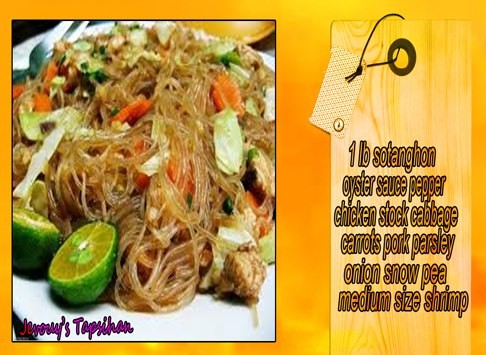 1 lb sotanghon
oyster sauce pepper
chicken stock cabbage
carrots pork parsley
onion snow pea
medium size shrimp
Tapsihan